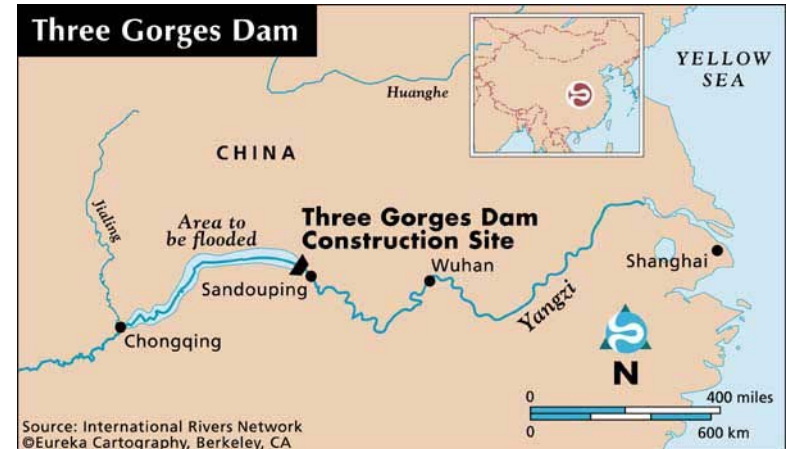 Three Gorges Dam
YELLOW
SEA
Huanghe
CHINA
Jialing
Area to
be flooded
Three Gorges Dam
Construction Site
Wuhan
Shanghai
Sandouping
Yangzi
Chongqing
N
0 400 miles
0 600 km
Source: International Rivers Network
©Eureka Cartography, Berkeley, CA